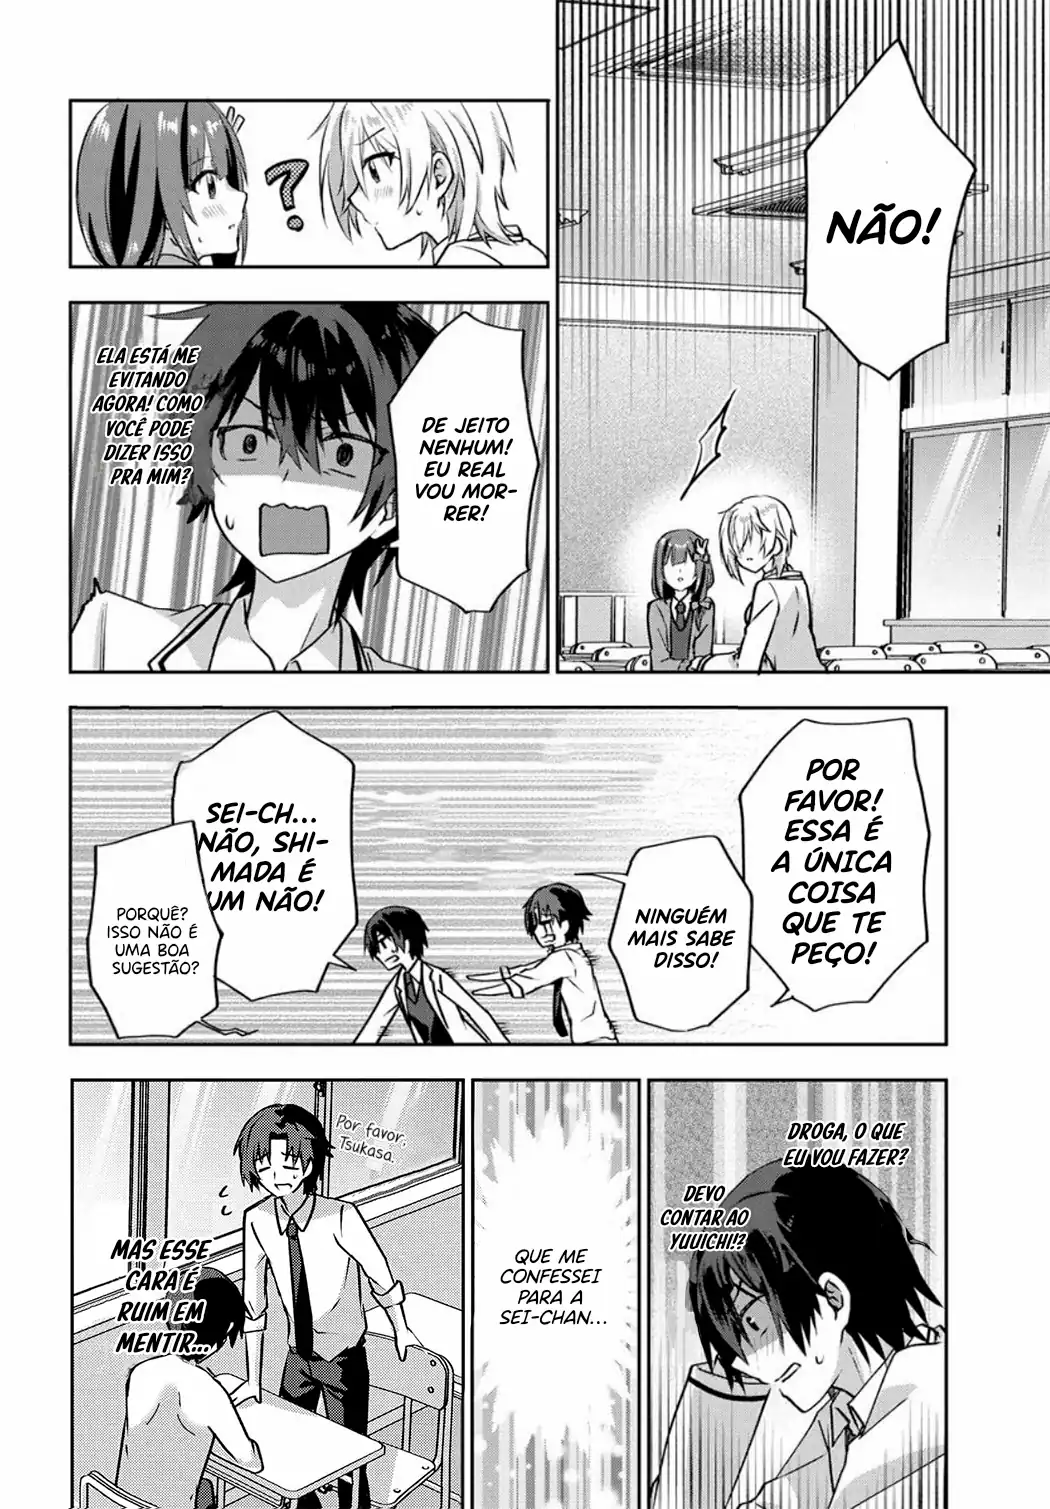 NÃO!
DE JEITO
NENHUM!
EU REAL
VOU MOR-
RER!
ELA ESTÁ ME
EVITANDO
AGORA! COMO
VOCÊ PODE
DIZER ISSO
PRA MIM?
POR
FAVOR!
ESSA É
A ÚNICA
COISA
QUE TE
PEÇO!
NINGUÉM
MAIS SABE
DISSO!
SEI-CH...
NÃO, SHI-
MADA É
UM NÃO!
PORQUÊ?
ISSO NÃO É
UMA BOA
SUGESTÃO?
DROGA, O QUE
EU VOU FAZER?
DEVO
CONTAR AO
YUUICHI!?
QUE ME
CONFESSEI
PARA A
SEI-CHAN...
Por favor,
Tsukasa.
MAS ESSE
CARA É
RUIM EM
MENTIR...